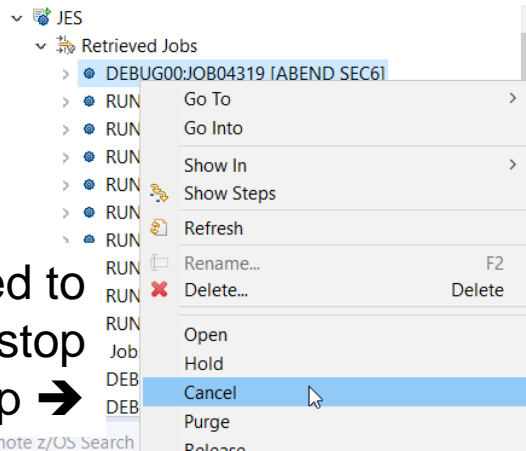 JES
Retrieved Jobs
DEBUG00:JOB04319 [ABEND SEC6]
RUN
RUN
RUN
RUN
RUN
RUN
RUN
RUN
RUN
Job
DEB
DEB
Go To
Go Into
Show In
Show Steps
Refresh
Rename... F2
Delete... Delete
Open
Hold
Cancel
Purge
Release
ed to
stop
p ➔
note z/OS Search